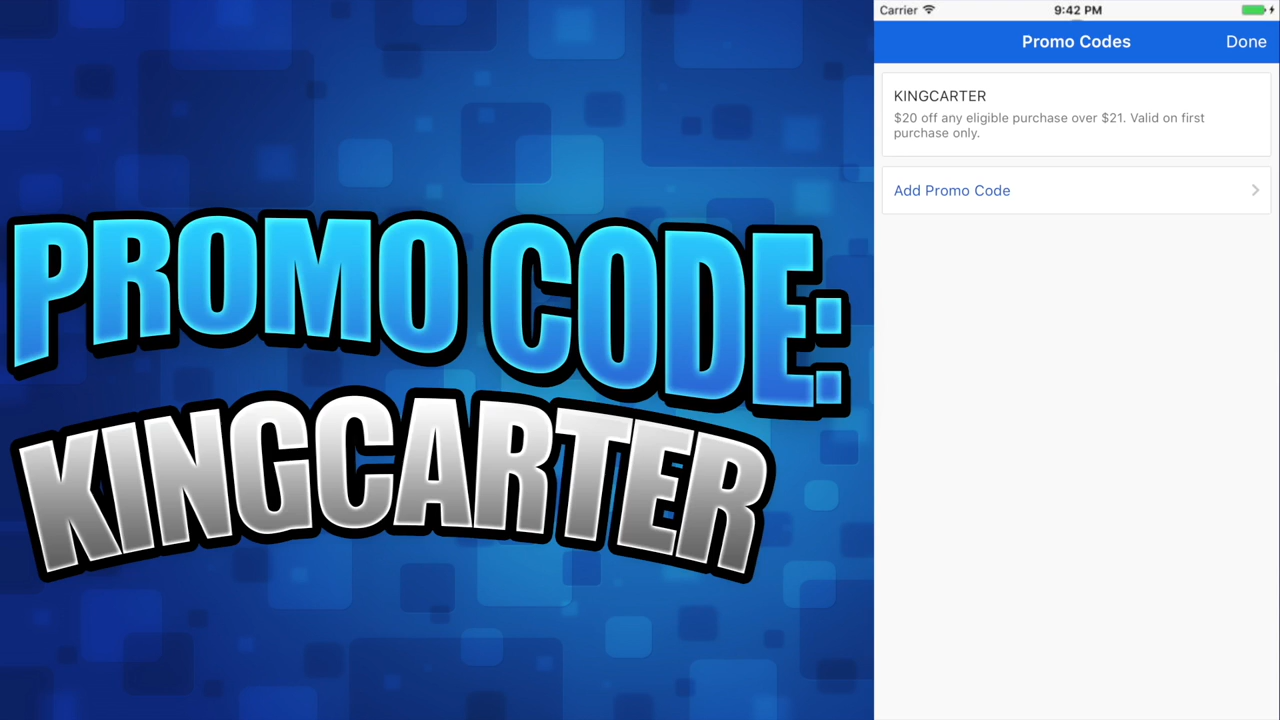 PROMO CODE:
KINGCARTER
Carrier 9:42 PM
Promo Codes Done
KINGCARTER
$20 off any eligible purchase over $21. Valid on first
purchase only.
Add Promo Code